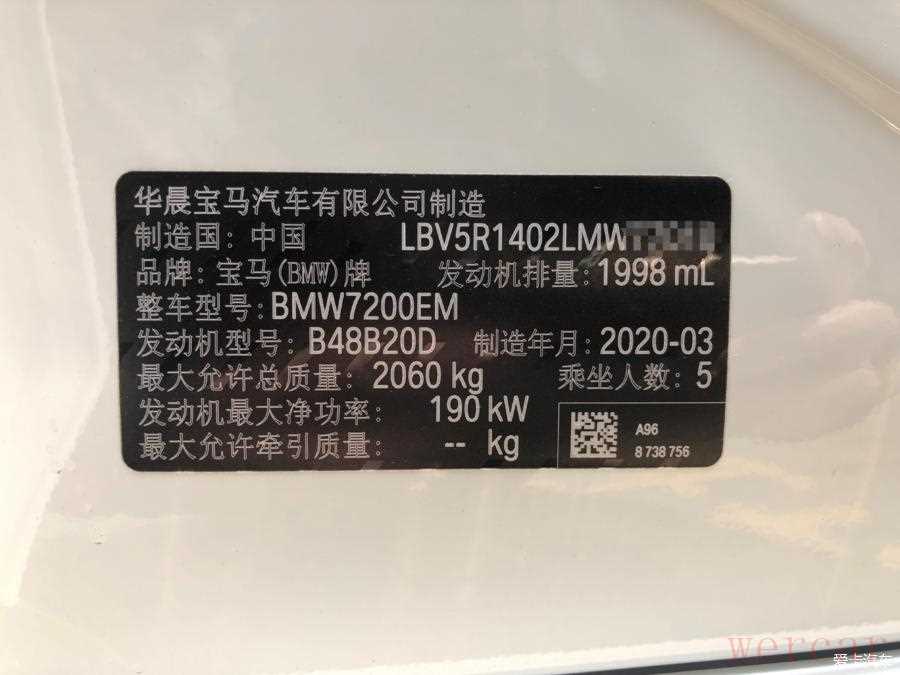 华晨宝马汽车有限公司制造
制造国: 中国 LBV5R1402LMW
品牌: 宝马(BMW)牌 发动机排量: 1998 mL
整车型号: BMW7200EM
发动机型号: B48B20D 制造年月: 2020-03
最大允许总质量: 2060 kg 乘坐人数: 5
发动机最大净功率: 190 kW
最大允许牵引质量: -- kg
A96
8 738 756
wercar
爱卡汽车